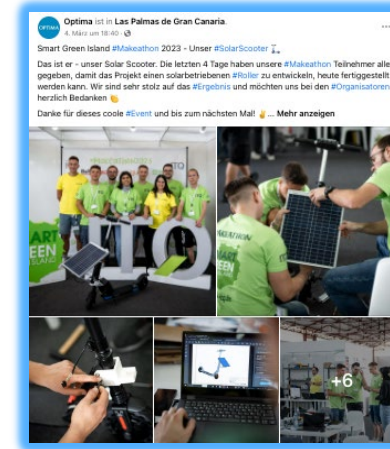 OPTIMA
Optima ist in Las Palmas de Gran Canaria.
4. März um 18:40
Smart Green Island #Makeathon 2023 - Unser #SolarScooter
Das ist er - unser Solar Scooter. Die letzten 4 Tage haben unsere #Makeathon Teilnehmer alle
gegeben, damit das Projekt einen solarbetriebenen #Roller zu entwickeln, heute fertiggestellt
werden kann. Wir sind sehr stolz auf das #Ergebnis und möchten uns bei den #Organisatoren
herzlich Bedanken
Danke für dieses coole #Event und bis zum nächsten Mal! ... Mehr anzeigen
ART
EEN
ITQ
MAKEATHON
GREEN
+6